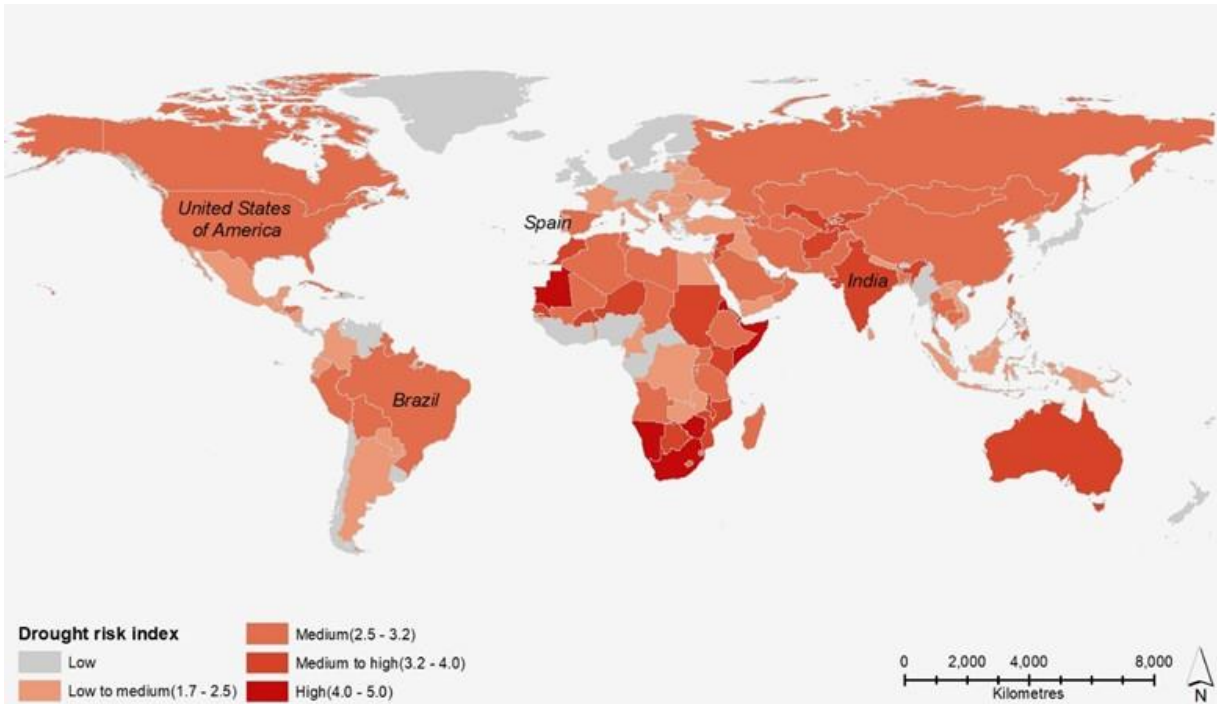 United States
of America
Spain
India
Brazil
Drought risk index
Low
Low to medium(1.7 - 2.5)
Medium(2.5 - 3.2)
Medium to high(3.2 - 4.0)
High(4.0 - 5.0)
0 2,000 4,000 8,000
Kilometres
N